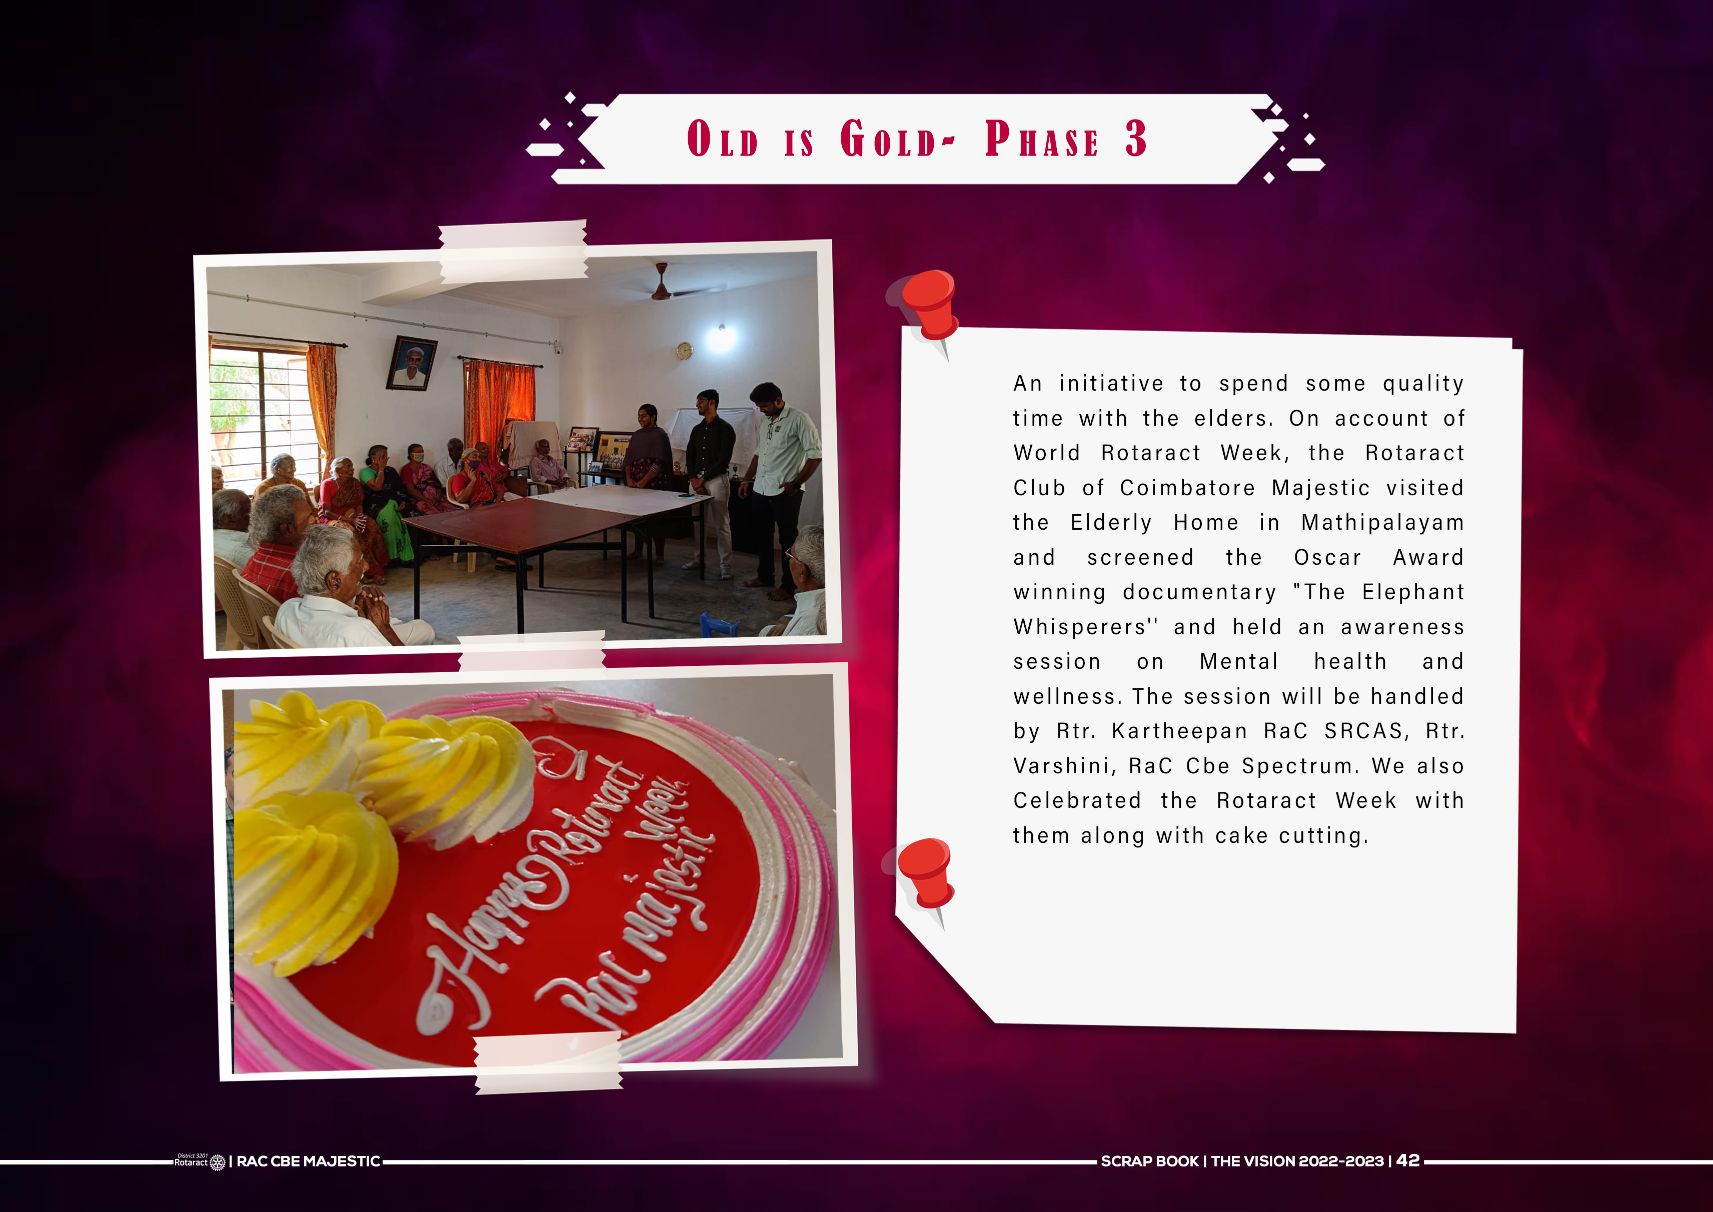 OLD IS GOLD- PHASE 3
An initiative to spend some quality
time with the elders. On account of
World Rotaract Week, the Rotaract
Club of Coimbatore Majestic visited
the Elderly Home in Mathipalayam
and screened the Oscar Award
winning documentary "The Elephant
Whisperers'' and held an awareness
session on Mental health and
wellness. The session will be handled
by Rtr. Kartheepan RaC SRCAS, Rtr.
Varshini, RaC Cbe Spectrum. We also
Celebrated the Rotaract Week with
them along with cake cutting.
Happy Rotaract
Week
Rac Majestic
District 3201
Rotaract | RAC CBE MAJESTIC
SCRAP BOOK | THE VISION 2022-2023 | 42